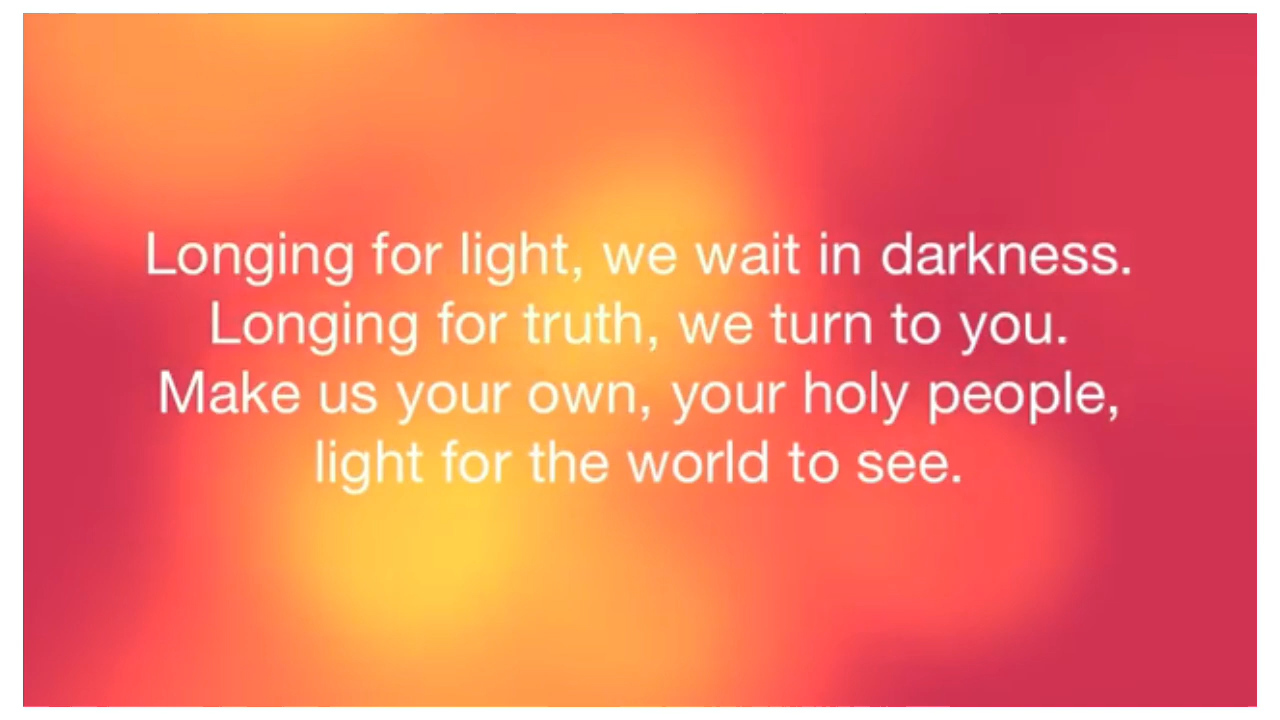 Longing for light, we wait in darkness.
Longing for truth, we turn to you.
Make us your own, your holy people,
light for the world to see.